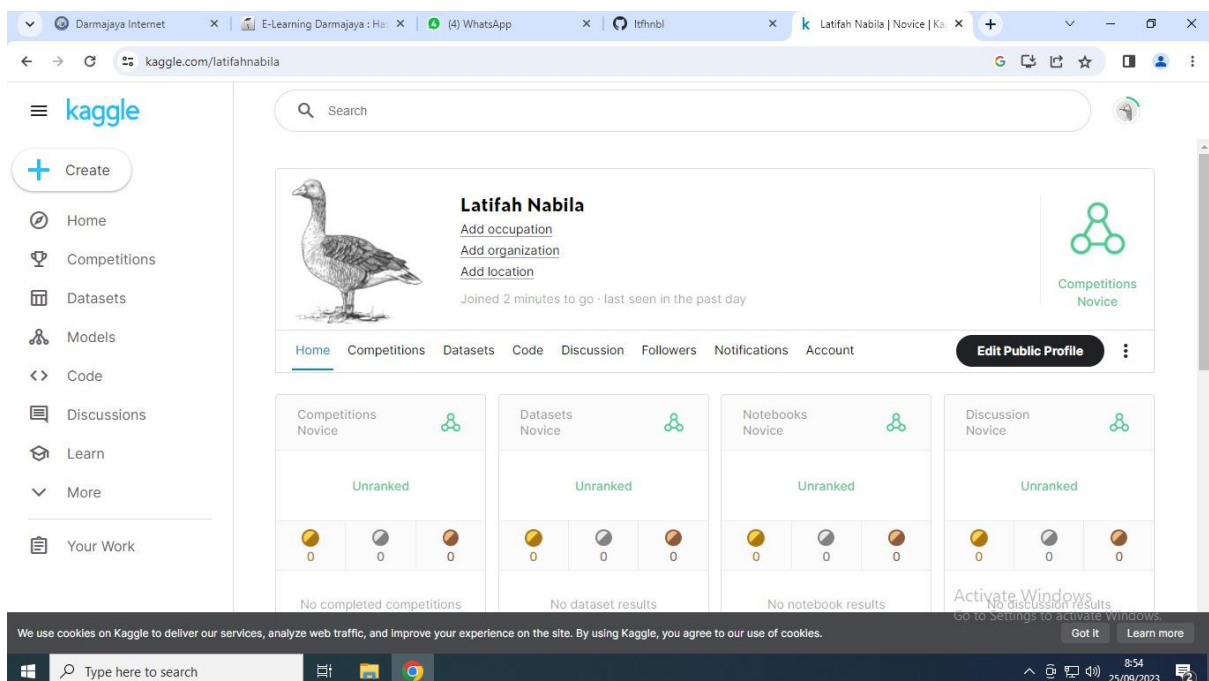 Darmajaya Internet
E-Learning Darmajaya : Ha
(4) WhatsApp
ltfhnbl
Latifah Nabila | Novice | Ka
kaggle.com/latifahnabila
kaggle
Search
Create
Home
Competitions
Datasets
Models
Code
Discussions
Learn
More
Your Work
Latifah Nabila
Add occupation
Add organization
Add location
Joined 2 minutes to go · last seen in the past day
Competitions
Novice
Home Competitions Datasets Code Discussion Followers Notifications Account
Edit Public Profile
Competitions
Novice
Unranked
0 0 0
No completed competitions
Datasets
Novice
Unranked
0 0 0
No dataset results
Notebooks
Novice
Unranked
0 0 0
No notebook results
Discussion
Novice
Unranked
0 0 0
No discussion results
Activate Windows
Go to Settings to activate Windows.
We use cookies on Kaggle to deliver our services, analyze web traffic, and improve your experience on the site. By using Kaggle, you agree to our use of cookies.
Got it
Learn more
Type here to search
8:54
25/09/2023
2